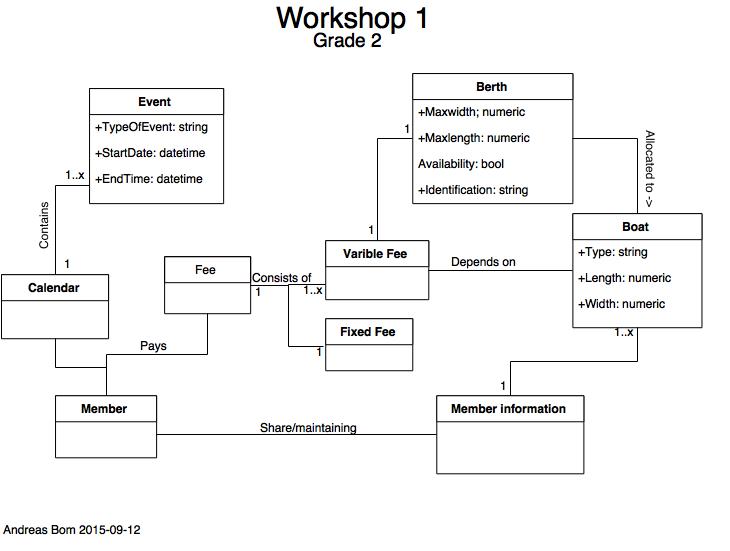 Workshop 1
Grade 2
Event
+TypeOfEvent: string
+StartDate: datetime
+EndTime: datetime
Berth
+Maxwidth; numeric
+Maxlength: numeric
Availability: bool
+Identification: string
1
Allocated to ->
1..x
Contains
1
1
Boat
+Type: string
+Length: numeric
+Width: numeric
Varible Fee
Depends on
Fee
Consists of
1
1..x
Calendar
Fixed Fee
1
1..x
Pays
1
Member
Share/maintaining
Member information
Andreas Bom 2015-09-12